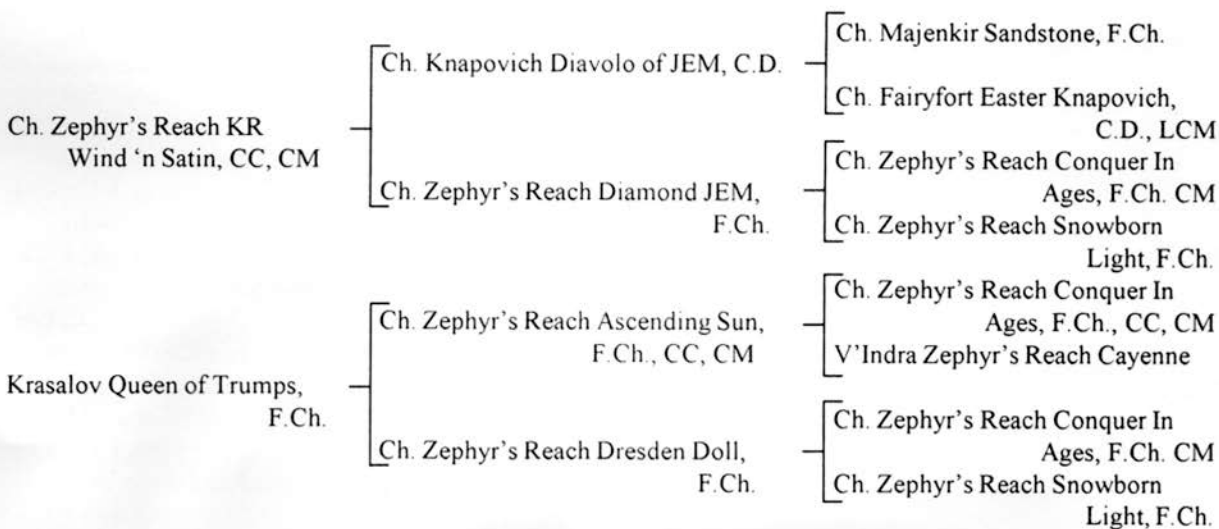 Ch. Zephyr's Reach KR
Wind 'n Satin, CC, CM
Ch. Knapovich Diavolo of JEM, C.D.
Ch. Majenkir Sandstone, F.Ch.
Ch. Fairyfort Easter Knapovich,
C.D., LCM
Ch. Zephyr's Reach Diamond JEM,
F.Ch.
Ch. Zephyr's Reach Conquer In
Ages, F.Ch. CM
Ch. Zephyr's Reach Snowborn
Light, F.Ch.
Krasalov Queen of Trumps,
F.Ch.
Ch. Zephyr's Reach Ascending Sun,
F.Ch., CC, CM
Ch. Zephyr's Reach Conquer In
Ages, F.Ch., CC, CM
V'Indra Zephyr's Reach Cayenne
Ch. Zephyr's Reach Dresden Doll,
F.Ch.
Ch. Zephyr's Reach Conquer In
Ages, F.Ch. CM
Ch. Zephyr's Reach Snowborn
Light, F.Ch.